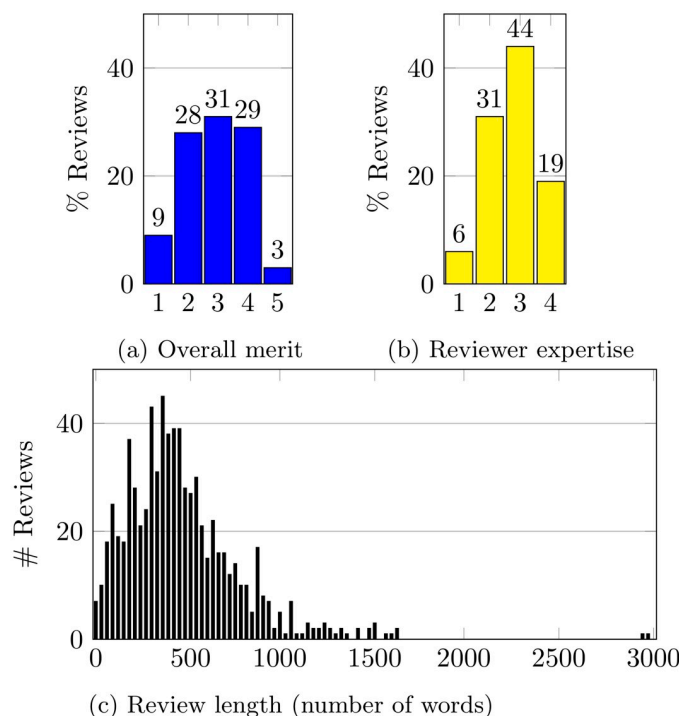 40
20
0
% Reviews
9
28
31
29
3
1 2 3 4 5
(a) Overall merit
40
20
0
% Reviews
6
31
44
19
1 2 3 4
(b) Reviewer expertise
40
20
0
# Reviews
0 500 1000 1500 2000 2500 3000
(c) Review length (number of words)